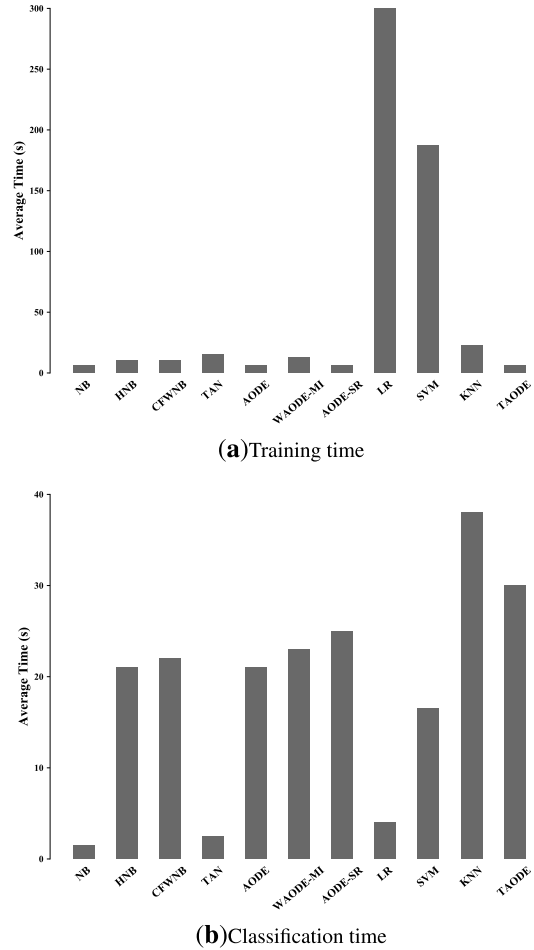 300
250
200
150
100
50
0
Average Time (s)
NB HNB CFWNB TAN AODE WAODE-MI AODE-SR LR SVM KNN TAODE
(a)Training time
40
30
20
10
0
Average Time (s)
NB HNB CFWNB TAN AODE WAODE-MI AODE-SR LR SVM KNN TAODE
(b)Classification time